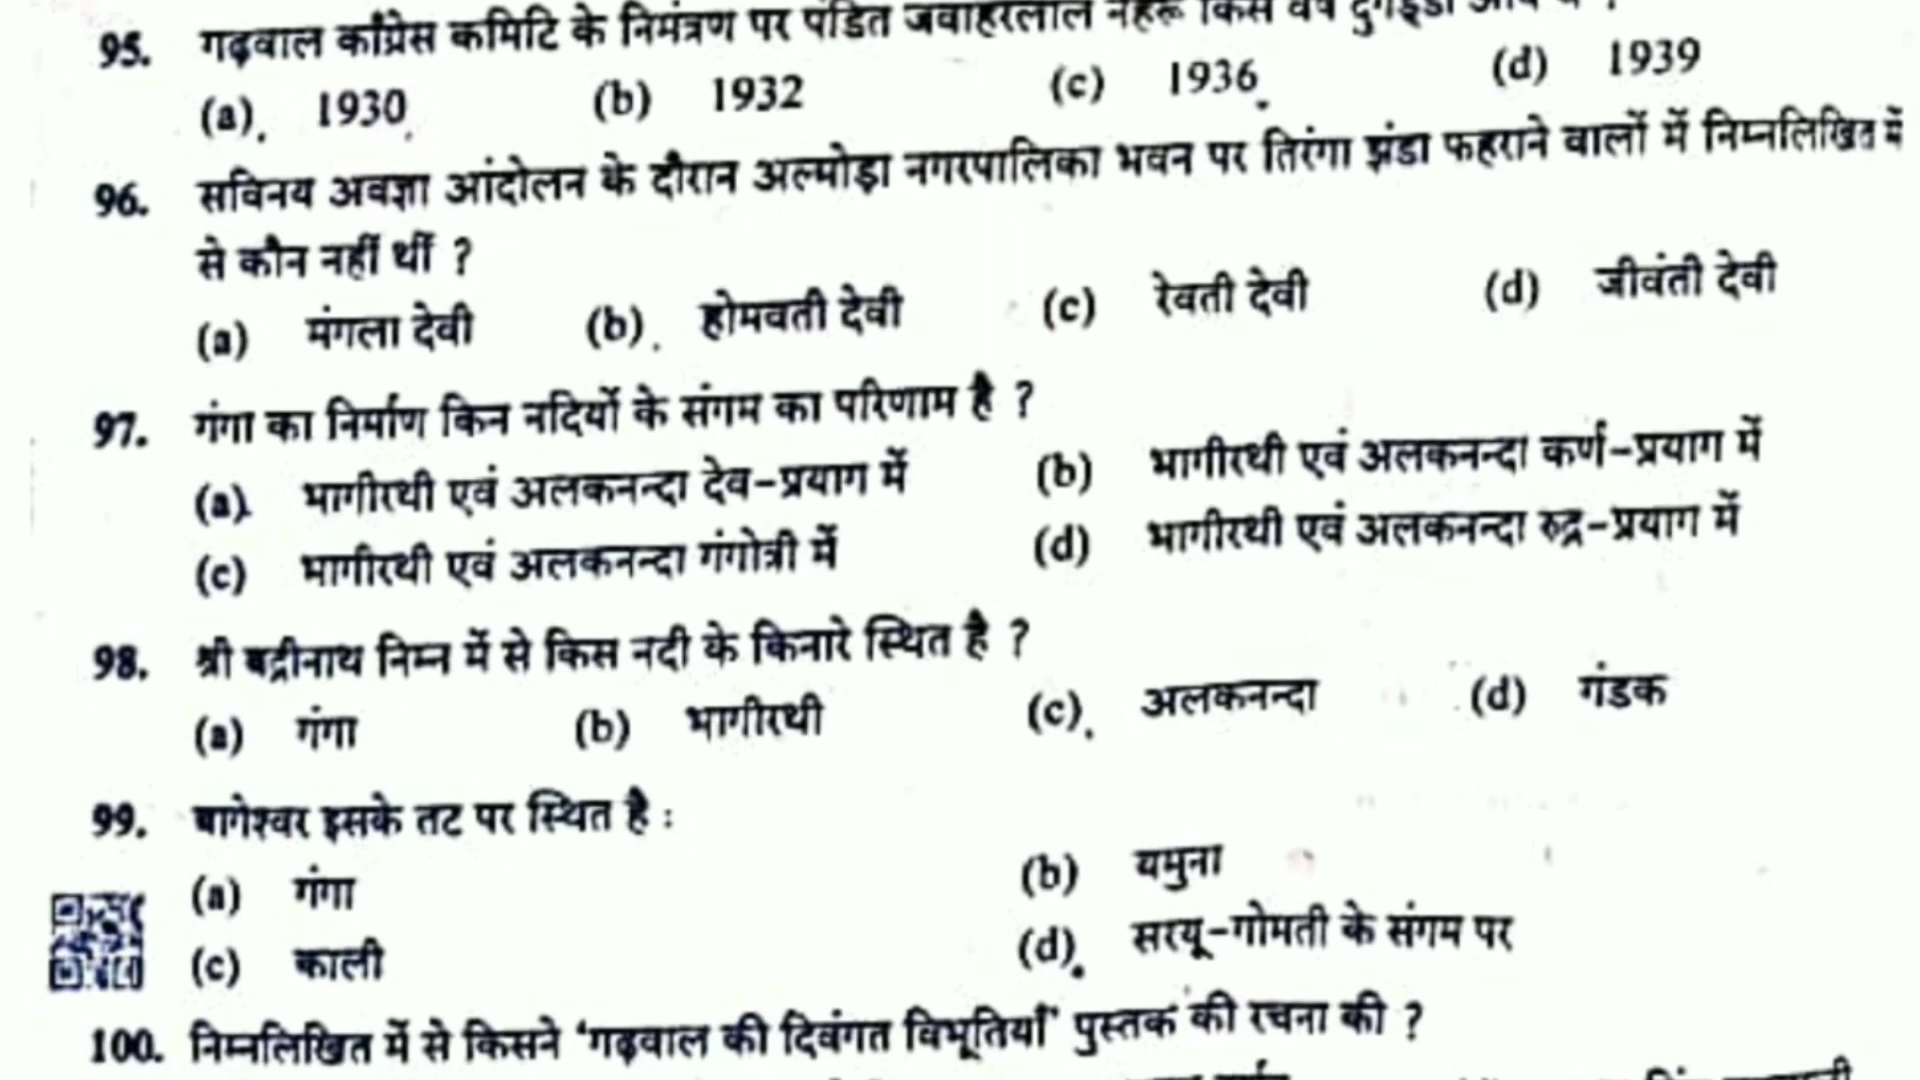 95. गढ़वाल काँग्रेस कमिटि के निमंत्रण पर पंडित जवाहरलाल नेहरू किस वर्ष दुगड्डा
(a) 1930 (b) 1932 (c) 1936 (d) 1939
96. सविनय अवज्ञा आंदोलन के दौरान अल्मोड़ा नगरपालिका भवन पर तिरंगा झंडा फहराने वालों में निम्नलिखित में
से कौन नहीं थीं ?
(a) मंगला देवी (b) होमवती देवी (c) रेवती देवी (d) जीवंती देवी
97. गंगा का निर्माण किन नदियों के संगम का परिणाम है ?
(a) भागीरथी एवं अलकनन्दा देव-प्रयाग में (b) भागीरथी एवं अलकनन्दा कर्ण-प्रयाग में
(c) भागीरथी एवं अलकनन्दा गंगोत्री में (d) भागीरथी एवं अलकनन्दा रुद्र-प्रयाग में
98. श्री बद्रीनाथ निम्न में से किस नदी के किनारे स्थित है ?
(a) गंगा (b) भागीरथी (c) अलकनन्दा (d) गंडक
99. बागेश्वर इसके तट पर स्थित है :
(a) गंगा (b) यमुना
(c) काली (d) सरयू-गोमती के संगम पर
100. निम्नलिखित में से किसने 'गढ़वाल की दिवंगत विभूतियाँ' पुस्तक की रचना की ?